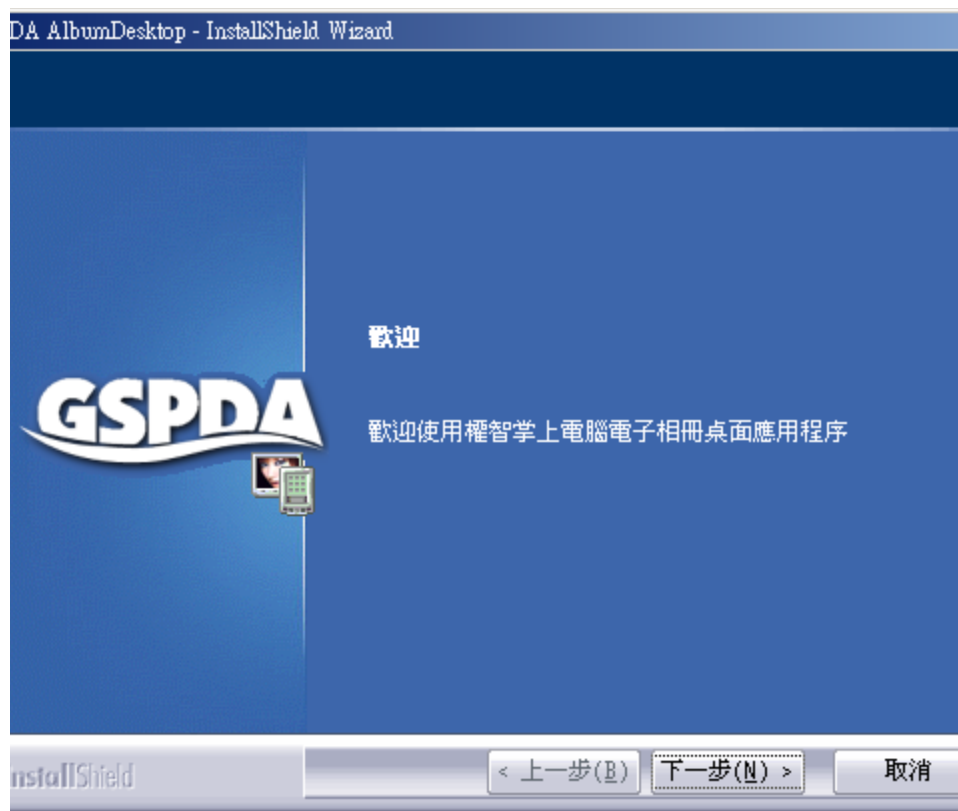 DA AlbumDesktop - InstallShield Wizard
歡迎
GSPDA
歡迎使用權智掌上電腦電子相冊桌面應用程序
nstallShield
< 上一步(B)
下一步(N) >
取消